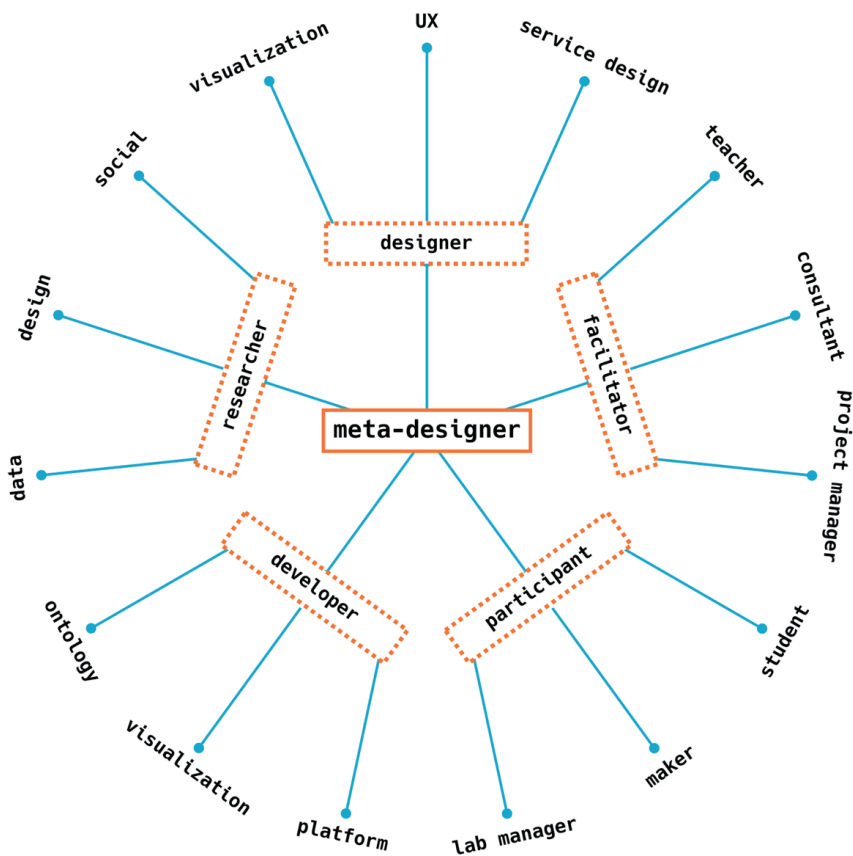 UX
visualization
service design
social
teacher
designer
design
consultant
researcher
facilitator
meta-designer
data
project manager
developer
participant
ontology
student
visualization
maker
platform
lab manager